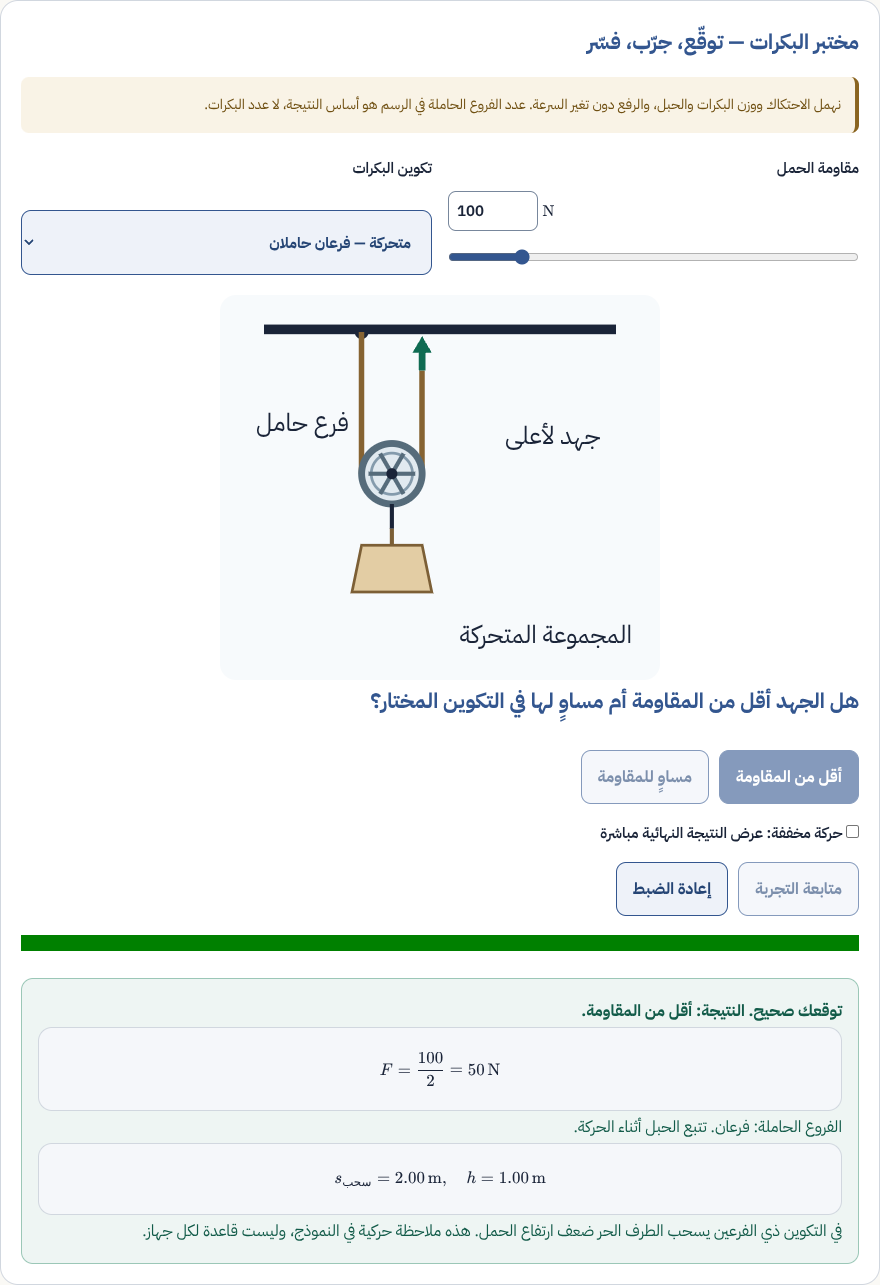 مختبر البكرات — توقّع، جرّب، فسّر
نهمل الاحتكاك ووزن البكرات والحبل، والرفع دون تغير السرعة. عدد الفروع الحاملة في الرسم هو أساس النتيجة، لا عدد البكرات.
مقاومة الحمل
100 N
تكوين البكرات
متحركة — فرعان حاملان
فرع حامل
جهد لأعلى
المجموعة المتحركة
هل الجهد أقل من المقاومة أم مساوٍ لها في التكوين المختار؟
أقل من المقاومة
مساوٍ للمقاومة
حركة مخففة: عرض النتيجة النهائية مباشرة
متابعة التجربة
إعادة الضبط
توقعك صحيح. النتيجة: أقل من المقاومة.
F = 100/2 = 50 N
الفروع الحاملة: فرعان. تتبع الحبل أثناء الحركة.
s سحب = 2.00 m, h = 1.00 m
في التكوين ذي الفرعين يسحب الطرف الحر ضعف ارتفاع الحمل. هذه ملاحظة حركية في النموذج، وليست قاعدة لكل جهاز.